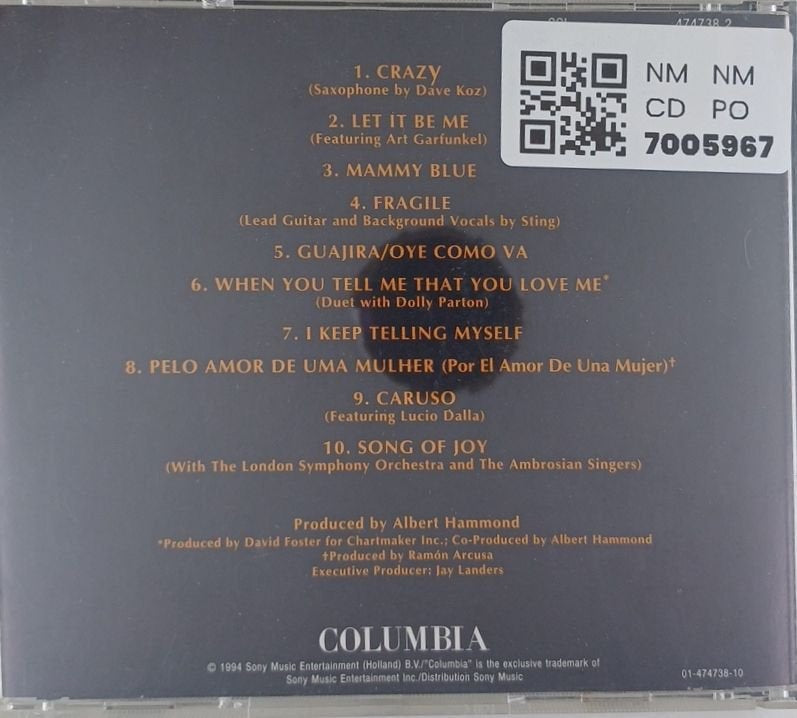 474738 2
NM NM
CD PO
7005967
1. CRAZy
(Saxophone by Dave Koz)
2. LET IT BE ME
(Featuring Art Garfunkel)
3. MAMMY BLUE
4. FRAGILE
(Lead Guitar and Background Vocals by Sting)
5. GUAJIRA/OYE COMO VA
6. WHEN YOU TELL ME THAT YOU LOVE ME*
(Duet with Dolly Parton)
7. I KEEP TELLING MYSELF
8. PELO AMOR DE UMA MULHER (Por El Amor De Una Mujer)†
9. CARUSO
(Featuring Lucio Dalla)
10. SONG OF JOY
(With The London Symphony Orchestra and The Ambrosian Singers)
Produced by Albert Hammond
*Produced by David Foster for Chartmaker Inc.; Co-Produced by Albert Hammond
†Produced by Ramón Arcusa
Executive Producer: Jay Landers
COLUMBIA
© 1994 Sony Music Entertainment (Holland) B.V./"Columbia" is the exclusive trademark of
Sony Music Entertainment Inc./Distribution Sony Music
01-474738-10